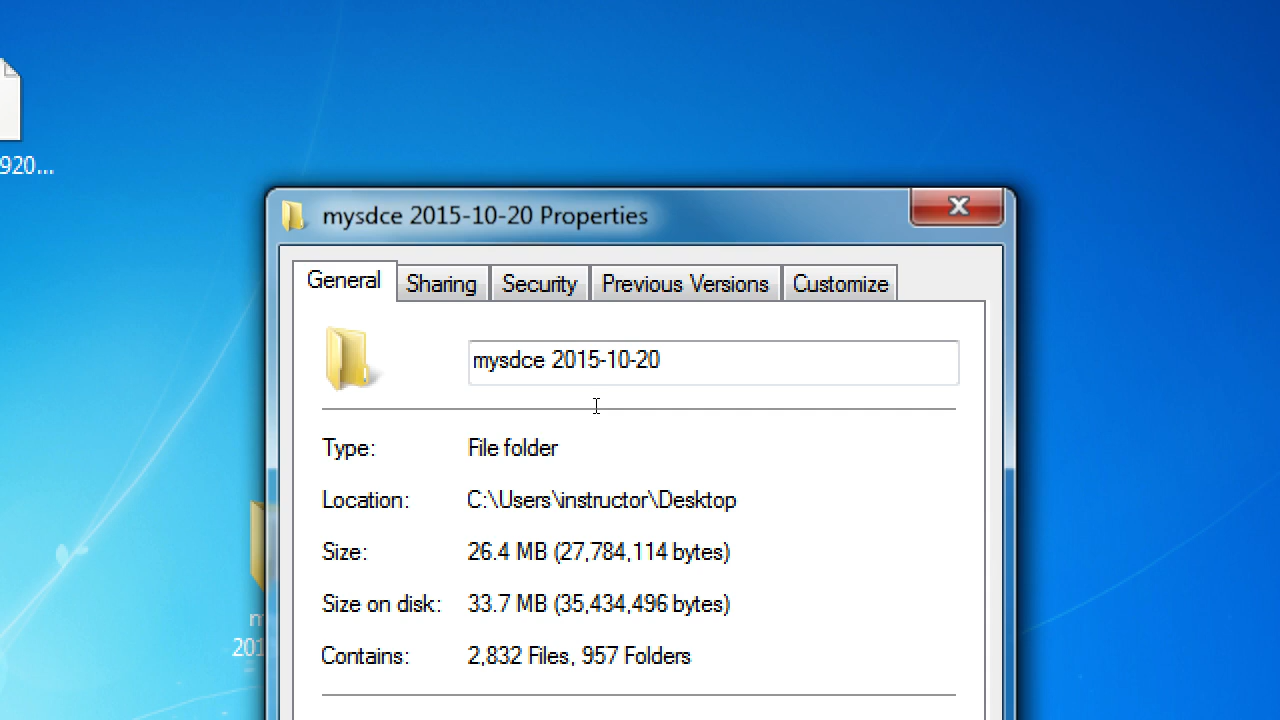 920...
mysdce 2015-10-20 Properties
General Sharing Security Previous Versions Customize
mysdce 2015-10-20
Type: File folder
Location: C:\Users\instructor\Desktop
Size: 26.4 MB (27,784,114 bytes)
Size on disk: 33.7 MB (35,434,496 bytes)
m
201
Contains: 2,832 Files, 957 Folders